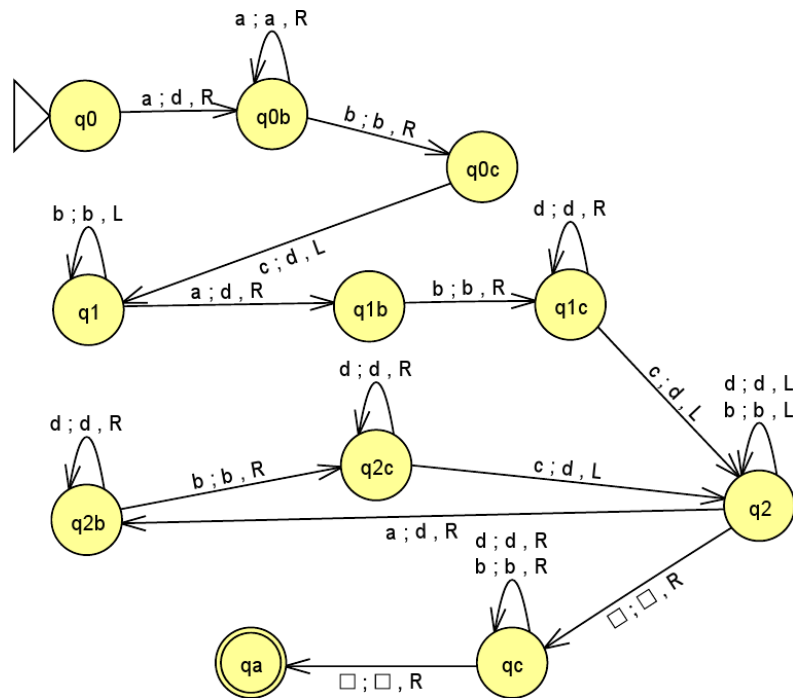 a ; a , R
q0
a ; d , R
q0b
b ; b , R
q0c
b ; b , L
d ; d , R
c ; d , L
q1
a ; d , R
q1b
b ; b , R
q1c
d ; d , R
c ; d , L
d ; d , L
b ; b , L
d ; d , R
q2b
b ; b , R
q2c
c ; d , L
q2
a ; d , R
d ; d , R
b ; b , R
□ ; □ , R
qa
□ ; □ , R
qc